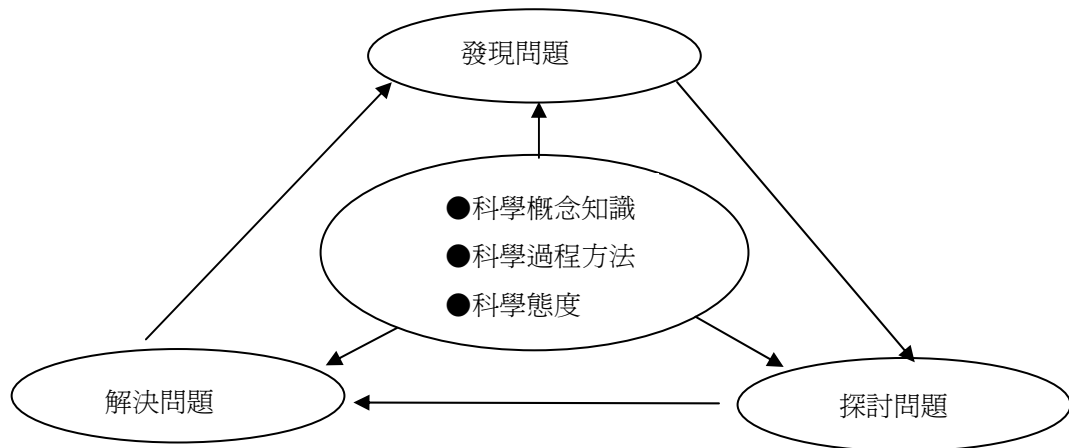 發現問題
●科學概念知識
●科學過程方法
●科學態度
解決問題
探討問題